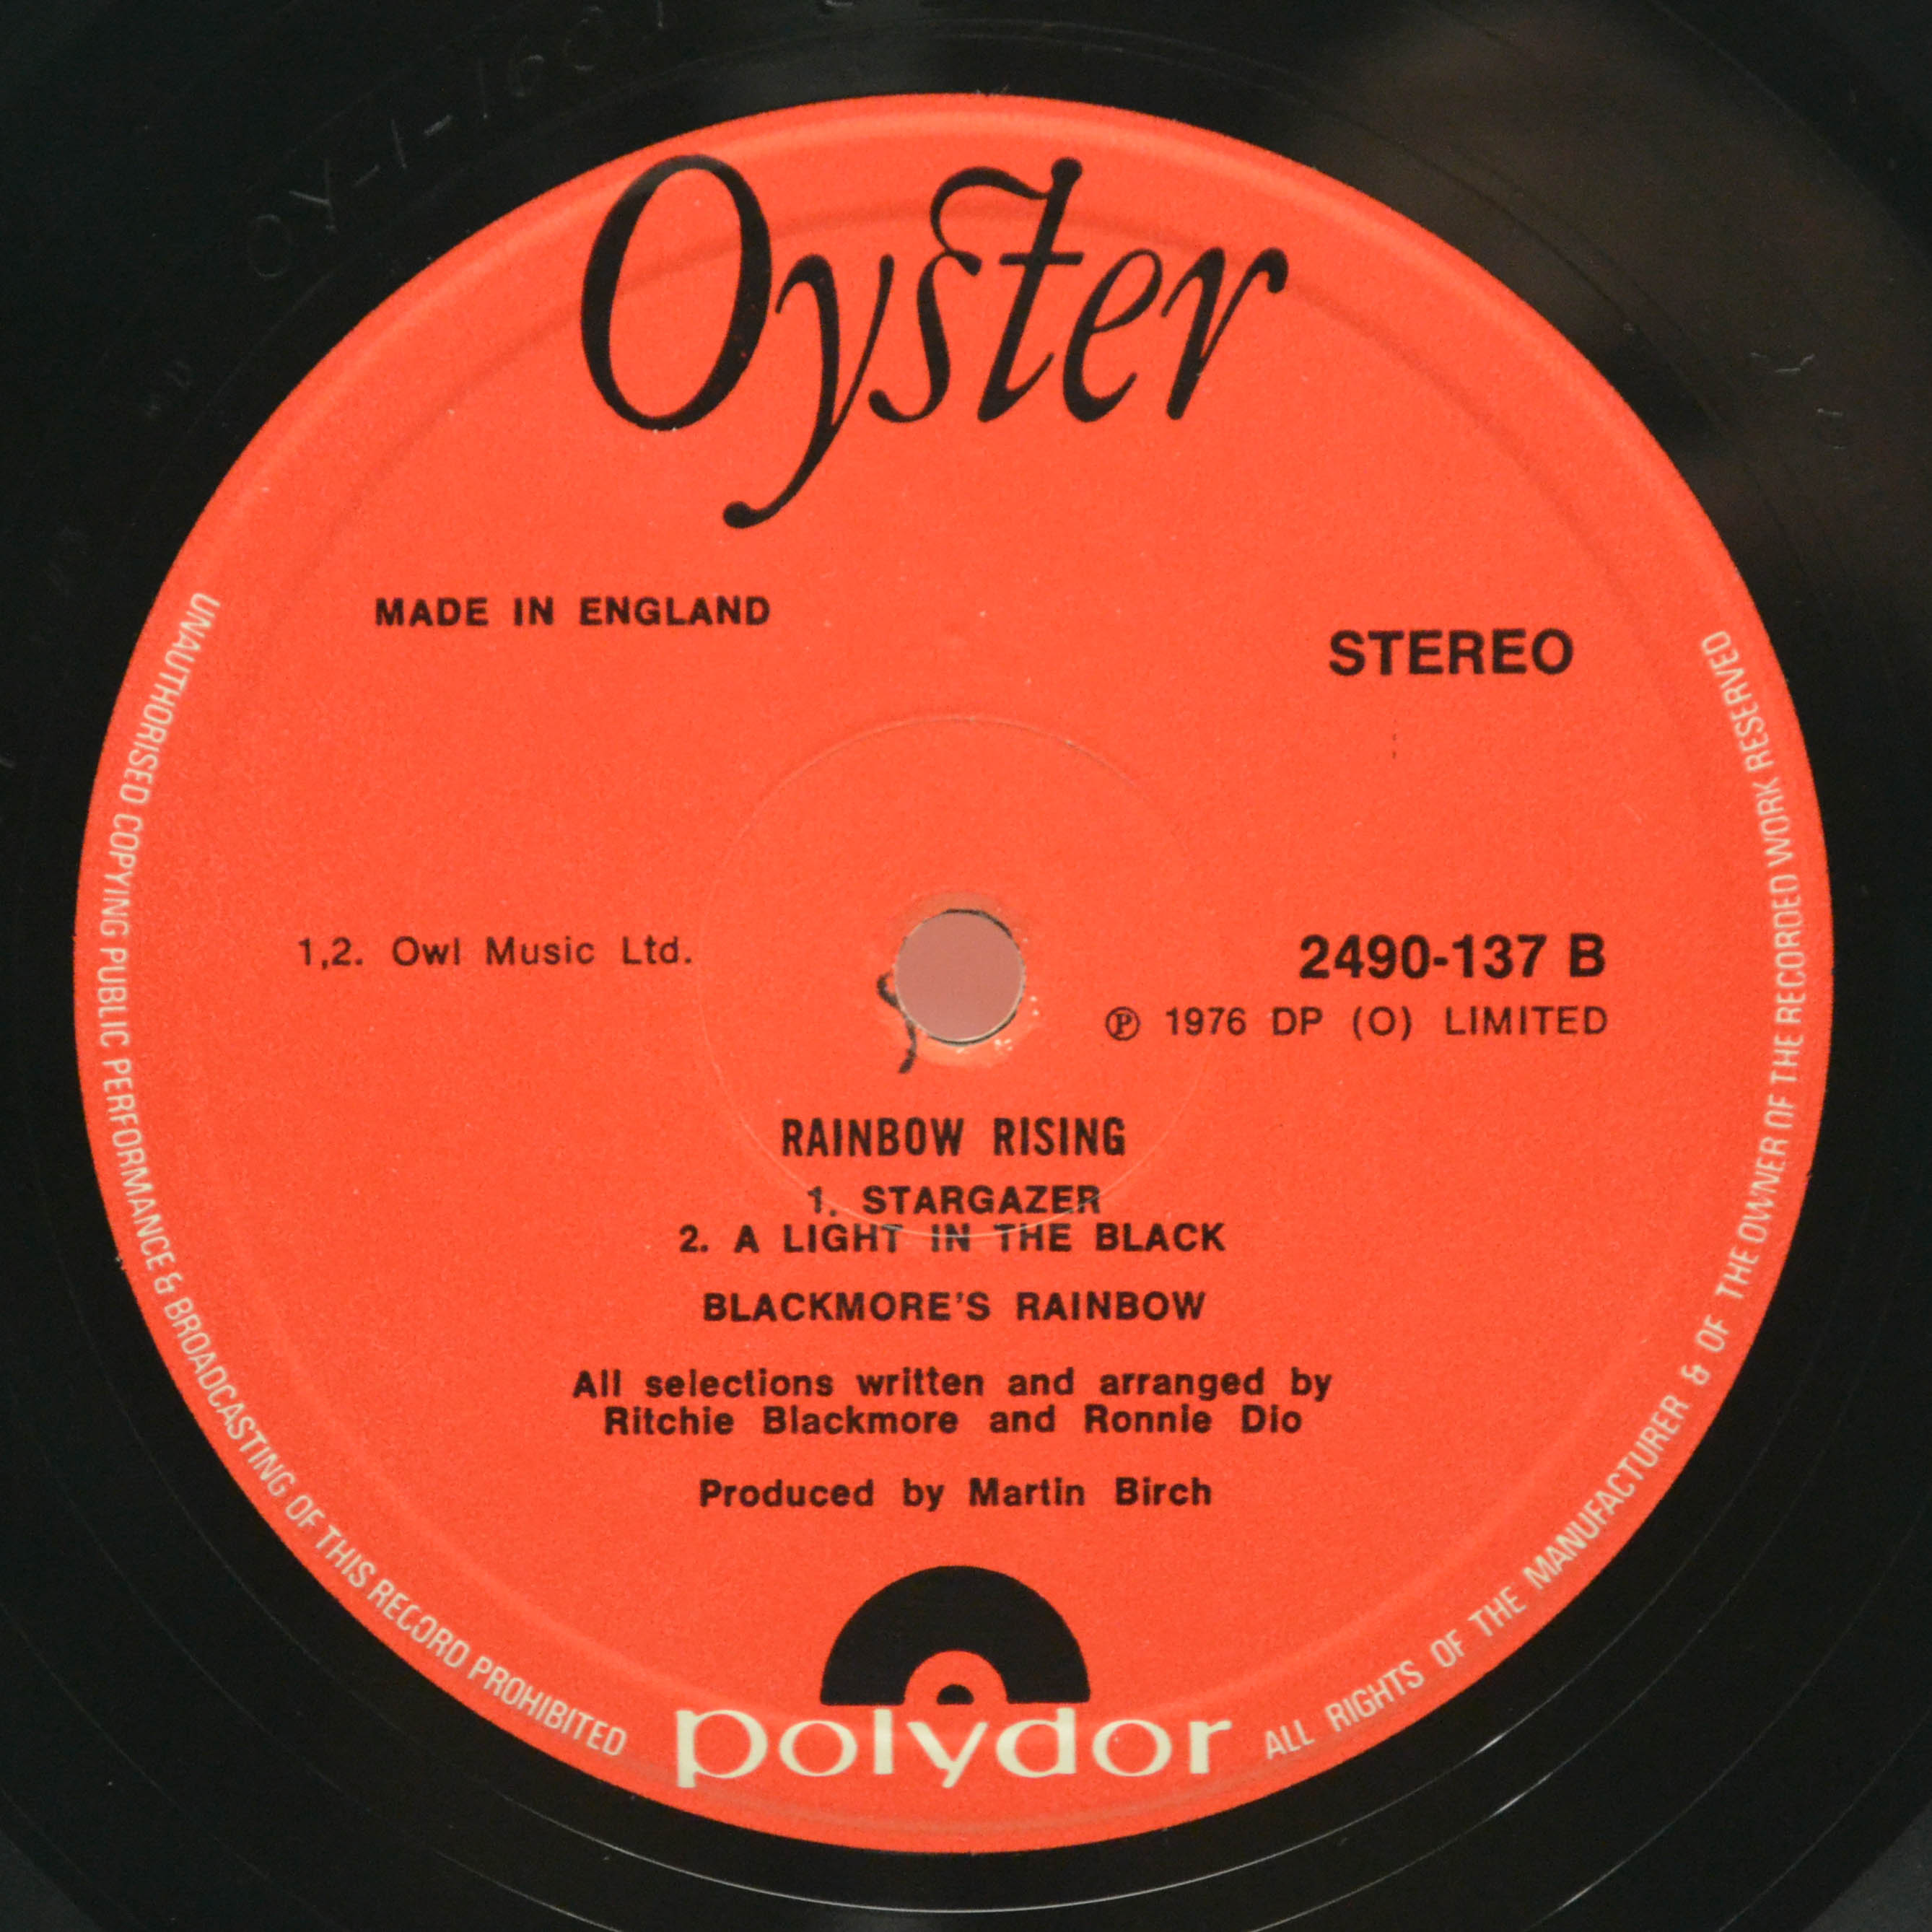 OY-1-1601
Oyster
MADE IN ENGLAND
STEREO
1,2. Owl Music Ltd.
2490-137 B
℗ 1976 DP (O) LIMITED
RAINBOW RISING
1. STARGAZER
2. A LIGHT IN THE BLACK
BLACKMORE'S RAINBOW
All selections written and arranged by
Ritchie Blackmore and Ronnie Dio
Produced by Martin Birch
polydor
UNAUTHORISED COPYING PUBLIC PERFORMANCE & BROADCASTING OF THIS RECORD PROHIBITED
ALL RIGHTS OF THE MANUFACTURER & OF THE OWNER OF THE RECORDED WORK RESERVED